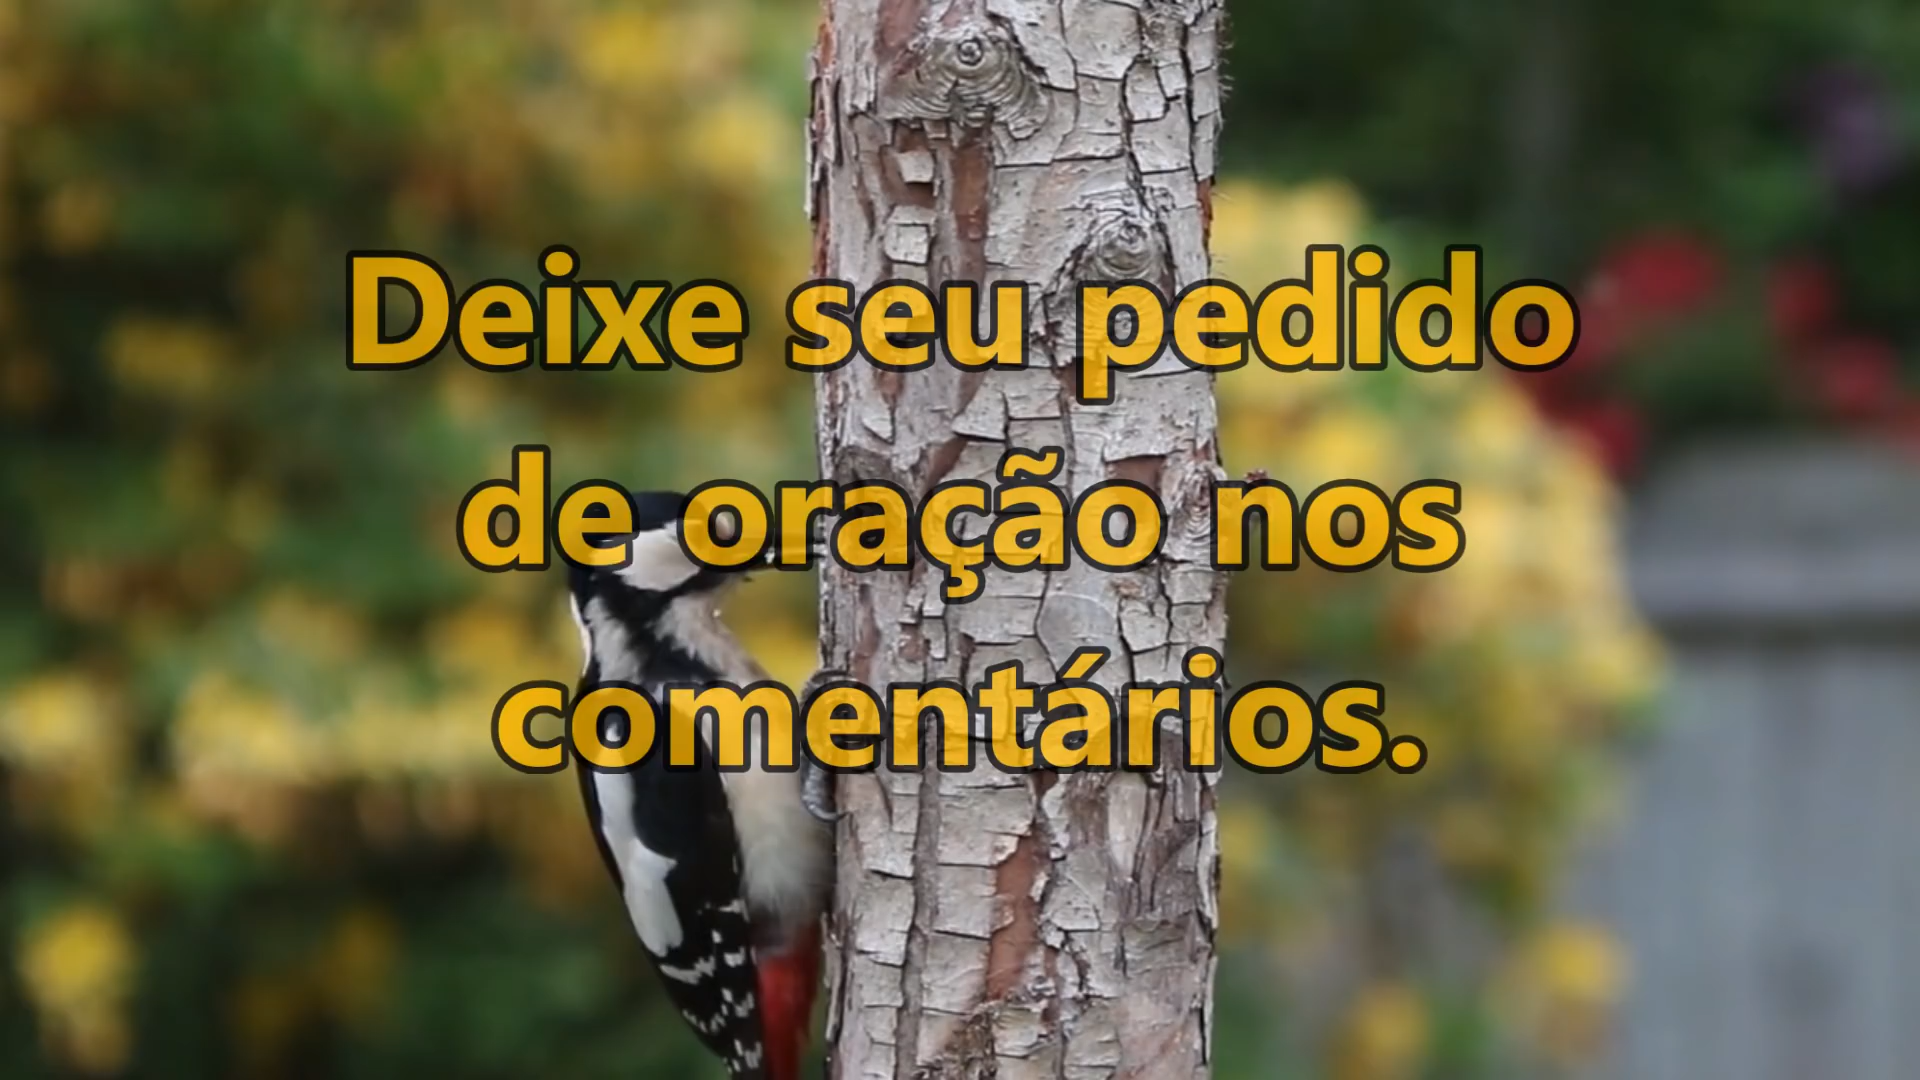 Deixe seu pedido
de oração nos
comentários.